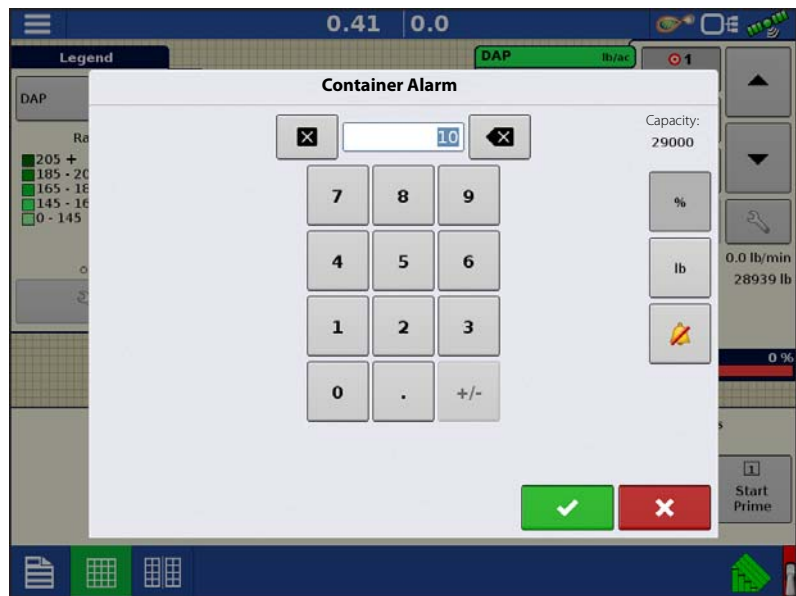 0.41 0.0
Legend
DAP lb/ac
1
Container Alarm
DAP
10
Capacity:
29000
Ra
205 +
185 - 20
165 - 18
145 - 16
0 - 145
7 8 9
%
4 5 6
lb
0.0 lb/min
28939 lb
1 2 3
0 %
0 . +/-
s
1
Start
Prime